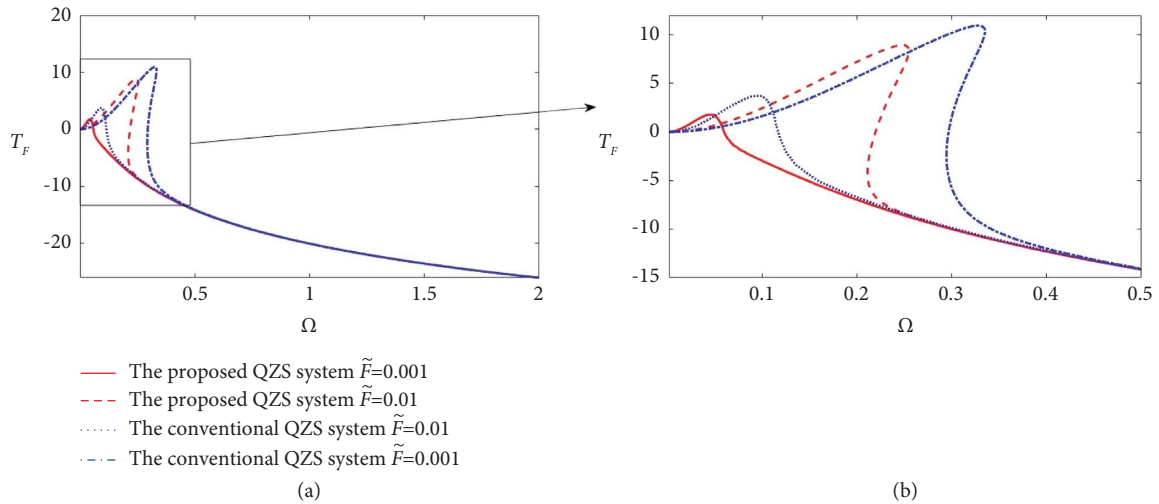 20
10
0
-10
-20
T_F
0.5
1
1.5
2
Ω
10
5
0
-5
-10
-15
T_F
0.1
0.2
0.3
0.4
0.5
Ω
The proposed QZS system F̃=0.001
The proposed QZS system F̃=0.01
The conventional QZS system F̃=0.01
The conventional QZS system F̃=0.001
(a)
(b)